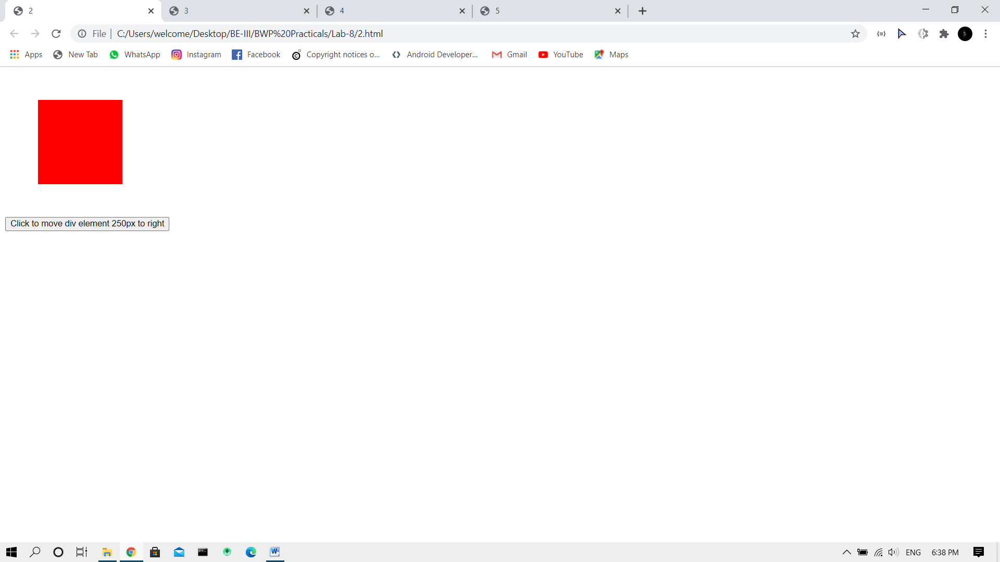 2 3 4 5
File C:/Users/welcome/Desktop/BE-III/BWP%20Practicals/Lab-8/2.html
Apps New Tab WhatsApp Instagram Facebook Copyright notices o... Android Developer... Gmail YouTube Maps
Click to move div element 250px to right
ENG 6:38 PM